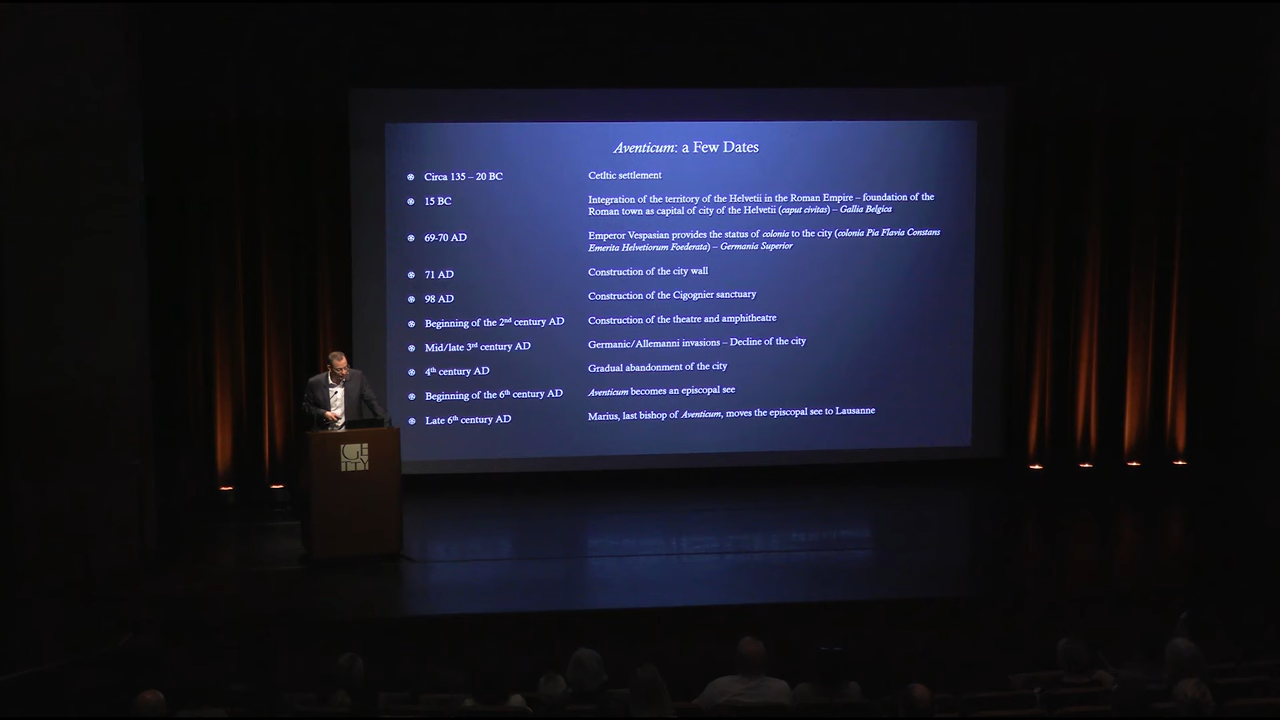 Aventicum: a Few Dates
Circa 135 – 20 BC Cetltic settlement
15 BC Integration of the territory of the Helvetii in the Roman Empire – foundation of the
Roman town as capital of city of the Helvetii (caput civitas) – Gallia Belgica
69-70 AD Emperor Vespasian provides the status of colonia to the city (colonia Pia Flavia Constans
Emerita Helvetiorum Foederata) – Germania Superior
71 AD Construction of the city wall
98 AD Construction of the Cigognier sanctuary
Beginning of the 2nd century AD Construction of the theatre and amphitheatre
Mid/late 3rd century AD Germanic/Allemanni invasions – Decline of the city
4th century AD Gradual abandonment of the city
Beginning of the 6th century AD Aventicum becomes an episcopal see
Late 6th century AD Marius, last bishop of Aventicum, moves the episcopal see to Lausanne
GE
TTY